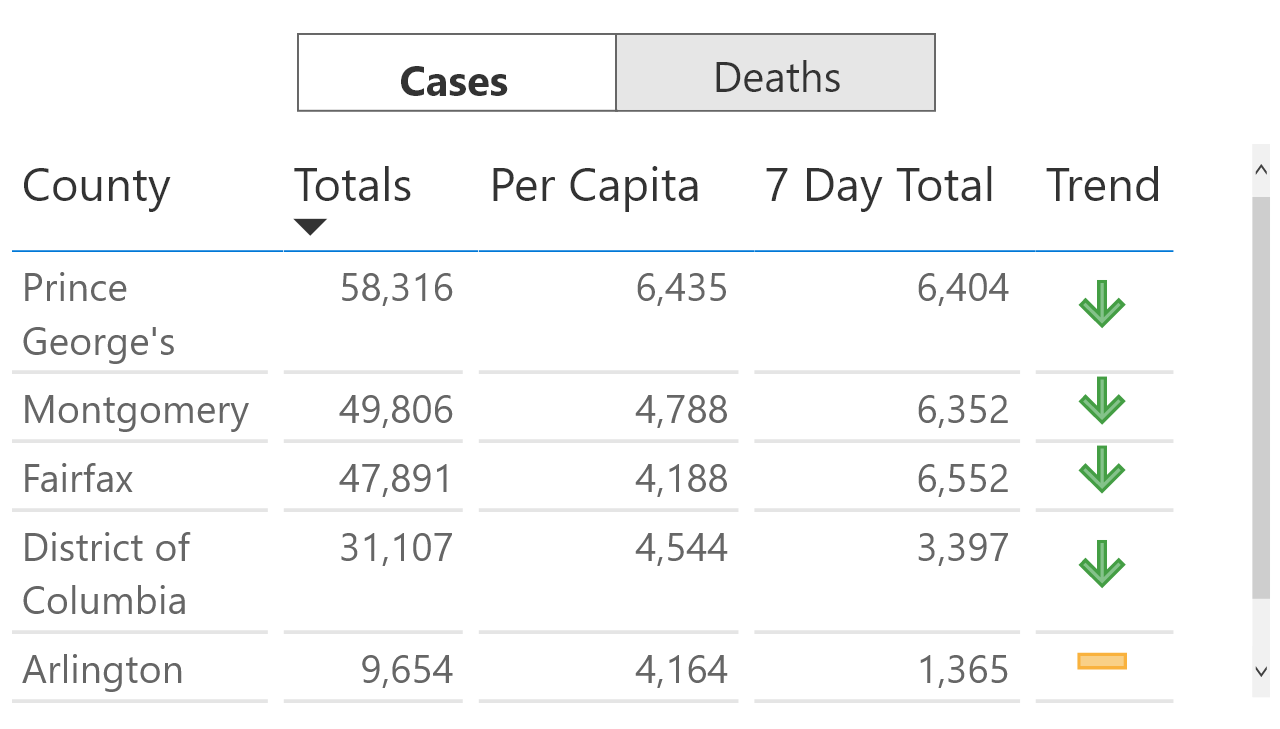 Cases Deaths
County Totals Per Capita 7 Day Total Trend
Prince 58,316 6,435 6,404
George's
Montgomery 49,806 4,788 6,352
Fairfax 47,891 4,188 6,552
District of 31,107 4,544 3,397
Columbia
Arlington 9,654 4,164 1,365